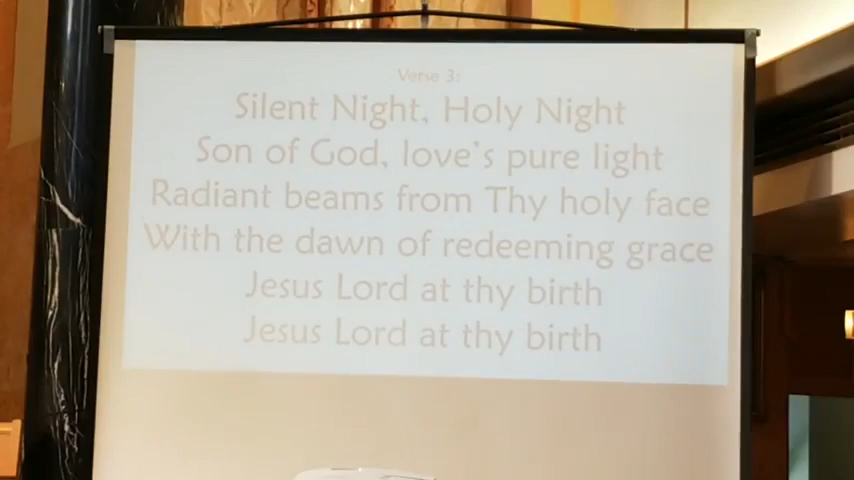 Verse 3:
Silent Night, Holy Night
Son of God, love's pure light
Radiant beams from Thy holy face
With the dawn of redeeming grace
Jesus Lord at thy birth
Jesus Lord at thy birth